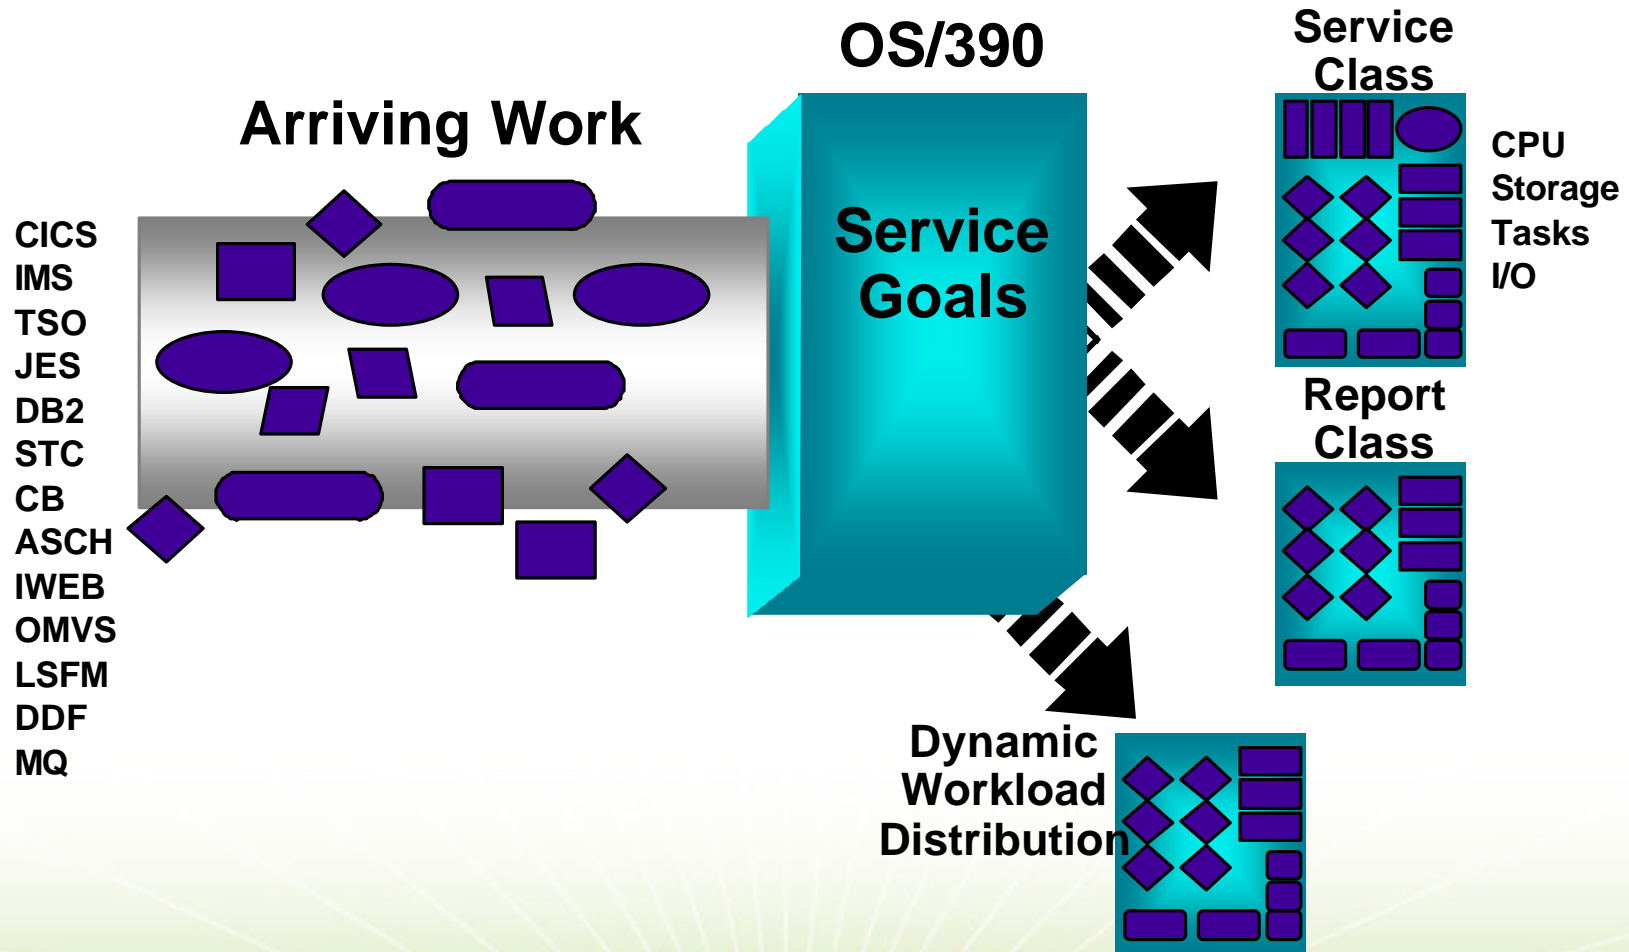 OS/390
Arriving Work
CICS
IMS
TSO
JES
DB2
STC
CB
ASCH
IWEB
OMVS
LSFM
DDF
MQ
Service
Goals
Service
Class
CPU
Storage
Tasks
I/O
Report
Class
Dynamic
Workload
Distribution